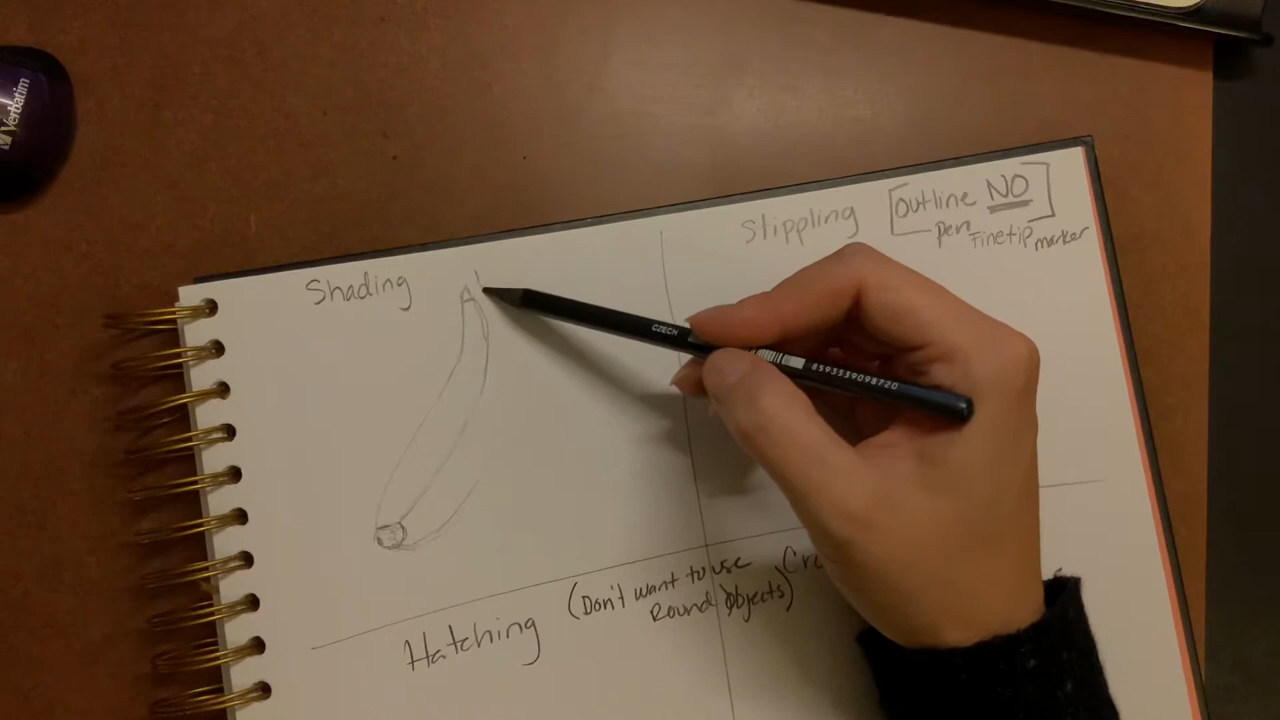 Verbatim
Shading
Stippling
[outline NO]
pen Finetip marker
CZECH
8593539098720
Hatching
(Don't want to use
Round Objects)